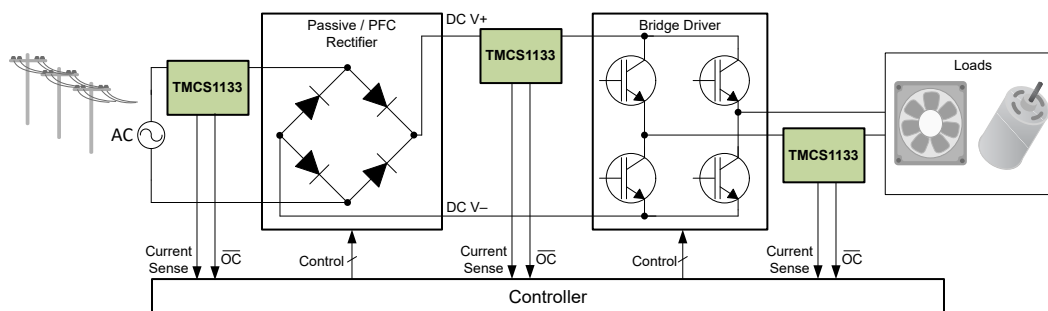 Passive / PFC
Rectifier
DC V+
Bridge Driver
TMCS1133
TMCS1133
Loads
AC
TMCS1133
DC V–
Current
Sense
OC
Control
Current
Sense
OC
Control
Current
Sense
OC
Controller